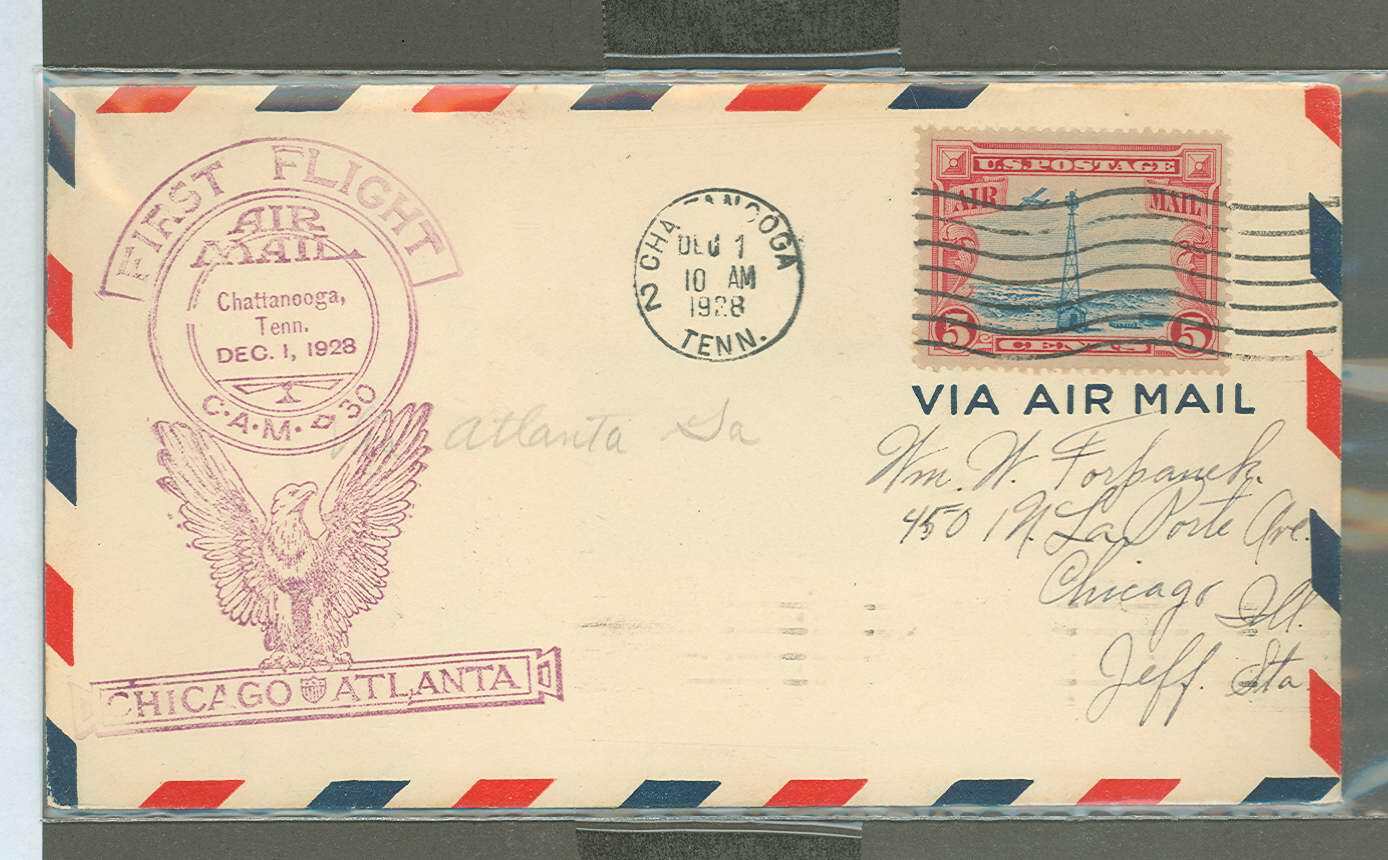 FIRST FLIGHT
AIR
MAIL
Chattanooga,
Tenn.
DEC. 1, 1928
C.A.M. 30
CHICAGO ATLANTA
CHATTANOOGA
DEC 1
10 AM
1928
2
TENN.
U.S. POSTAGE
AIR MAIL
5 CENTS 5
VIA AIR MAIL
Atlanta Ga
Wm. W. Forpanek.
450 N. La Porte Ave.
Chicago Ill.
Jeff. Sta.